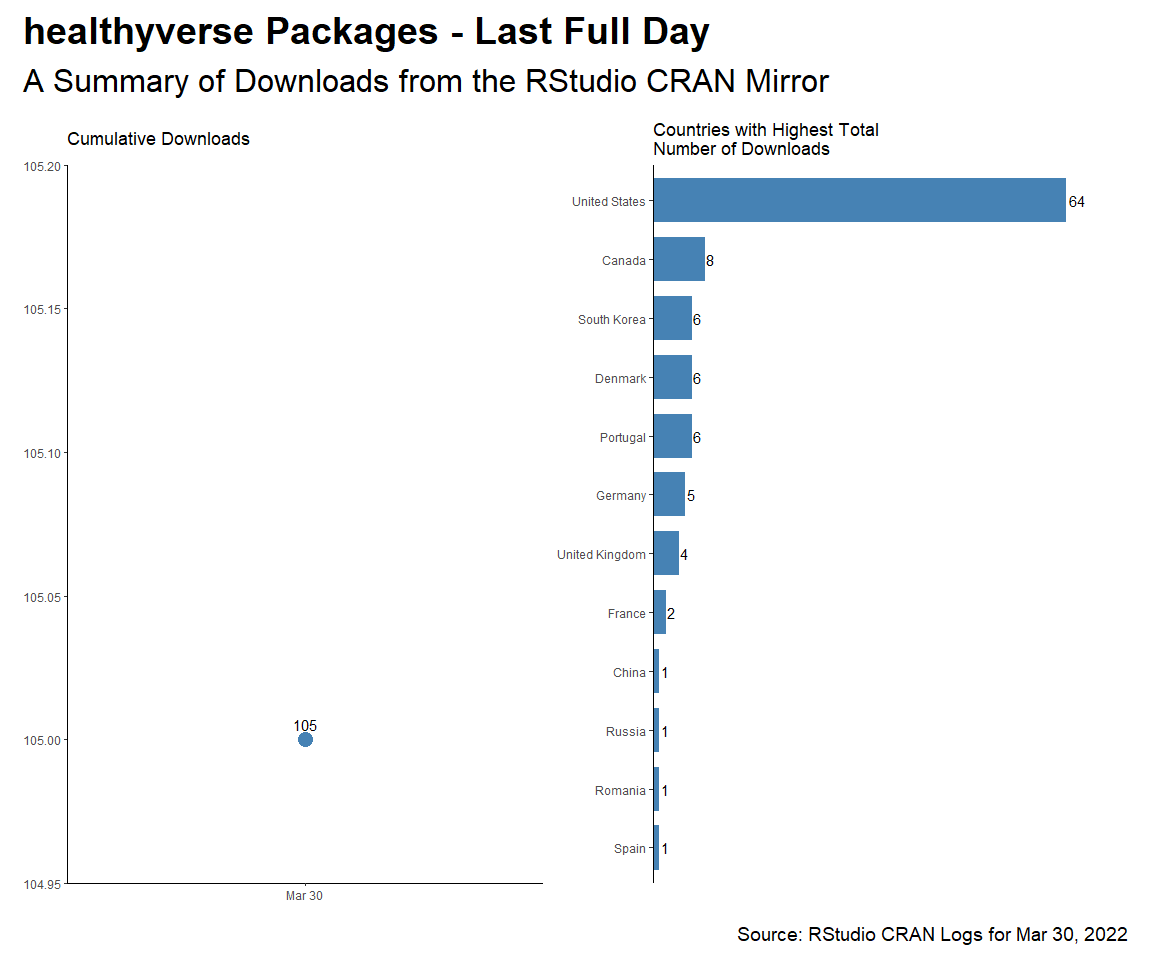 healthyverse Packages - Last Full Day
A Summary of Downloads from the RStudio CRAN Mirror
Cumulative Downloads
105.20
105.15
105.10
105.05
105.00
104.95
105
Mar 30
Countries with Highest Total
Number of Downloads
United States 64
Canada 8
South Korea 6
Denmark 6
Portugal 6
Germany 5
United Kingdom 4
France 2
China 1
Russia 1
Romania 1
Spain 1
Source: RStudio CRAN Logs for Mar 30, 2022